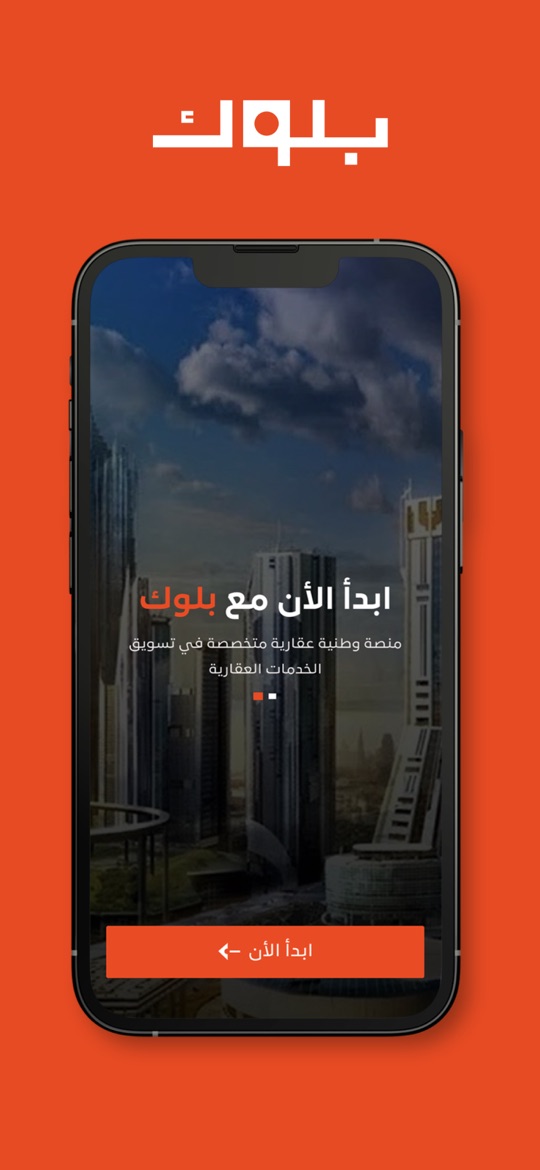 بلوك
ابدأ الأن مع بلوك
منصة وطنية عقارية متخصصة في تسويق
الخدمات العقارية
ابدأ الأن